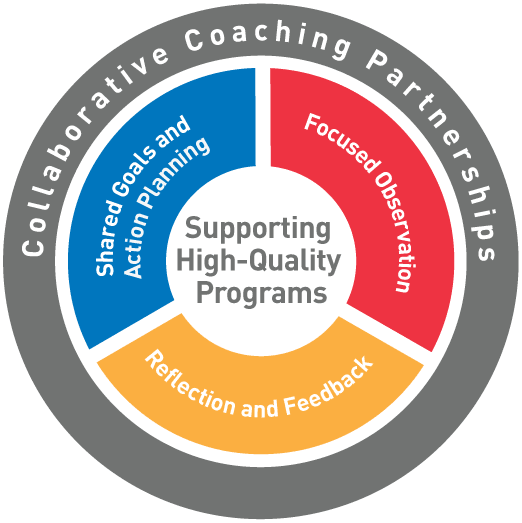 Collaborative Coaching Partnerships
Shared Goals and
Action Planning
Focused Observation
Supporting
High-Quality
Programs
Reflection and Feedback